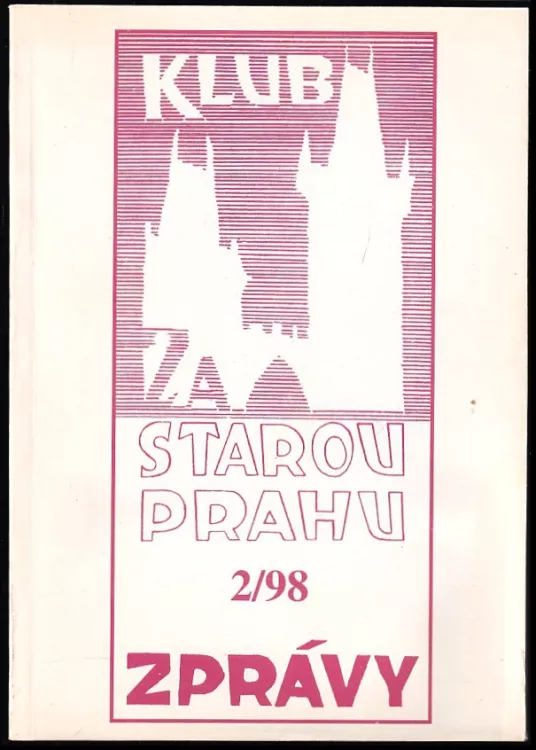 KLUB
ZA
STAROU
PRAHU
2/98
ZPRÁVY